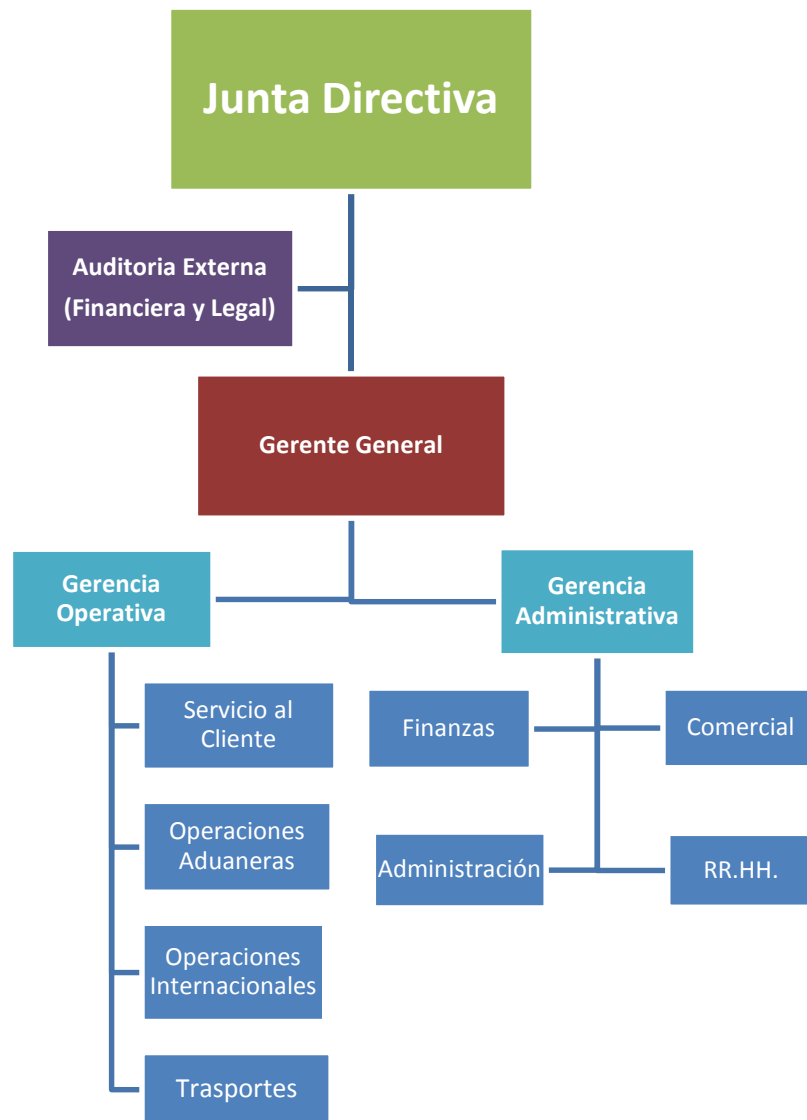 Junta Directiva
Auditoria Externa
(Financiera y Legal)
Gerente General
Gerencia
Operativa
Gerencia
Administrativa
Servicio al
Cliente
Finanzas
Comercial
Operaciones
Aduaneras
Administración
RR.HH.
Operaciones
Internacionales
Trasportes